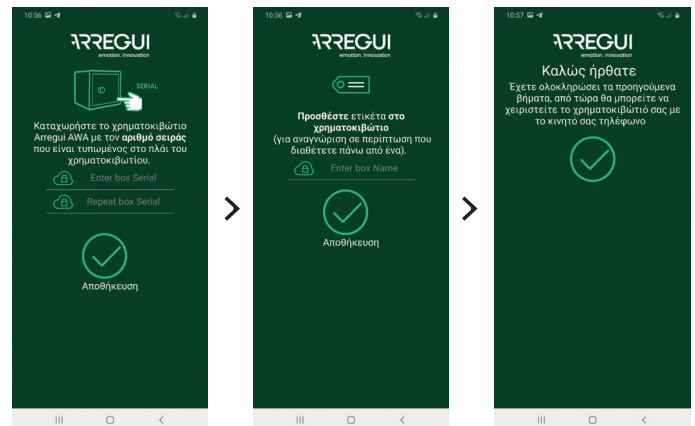 10:56
ARREGUI
emotion. innovation
SERIAL
Καταχωρήστε το χρηματοκιβώτιο
Arregui AWA με τον αριθμό σειράς
που είναι τυπωμένος στο πλάι του
χρηματοκιβωτίου.
Enter box Serial
Repeat box Serial
Αποθήκευση
10:56
ARREGUI
emotion. innovation
Προσθέστε ετικέτα στο
χρηματοκιβώτιο
(για αναγνώριση σε περίπτωση που
διαθέτετε πάνω από ένα).
Enter box Name
Αποθήκευση
10:57
ARREGUI
emotion. innovation
Καλώς ήρθατε
Έχετε ολοκληρώσει τα προηγούμενα
βήματα, από τώρα θα μπορείτε να
χειριστείτε το χρηματοκιβώτιό σας με
το κινητό σας τηλέφωνο